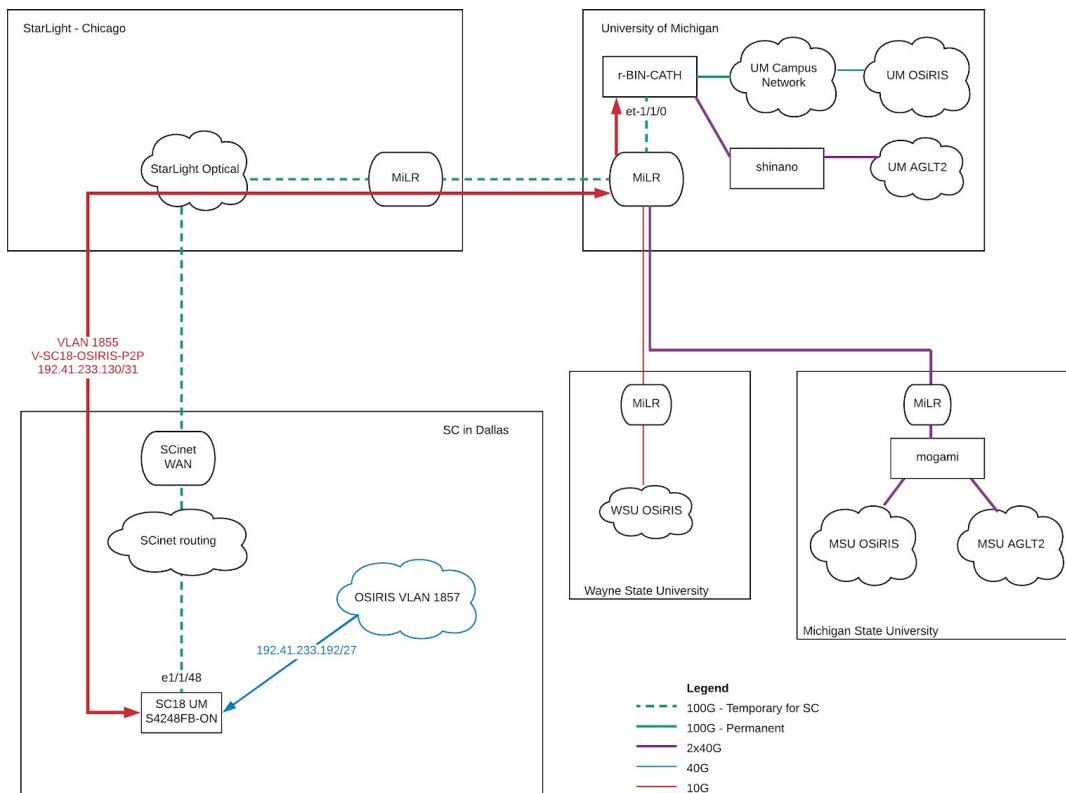 StarLight - Chicago
StarLight Optical
MiLR
University of Michigan
r-BIN-CATH
UM Campus
Network
UM OSiRIS
et-1/1/0
MiLR
shinano
UM AGLT2
VLAN 1855
V-SC18-OSIRIS-P2P
192.41.233.130/31
SC in Dallas
SCinet
WAN
SCinet routing
OSIRIS VLAN 1857
192.41.233.192/27
e1/1/48
SC18 UM
S4248FB-ON
MiLR
WSU OSiRIS
Wayne State University
MiLR
mogami
MSU OSiRIS
MSU AGLT2
Michigan State University
Legend
100G - Temporary for SC
100G - Permanent
2x40G
40G
10G